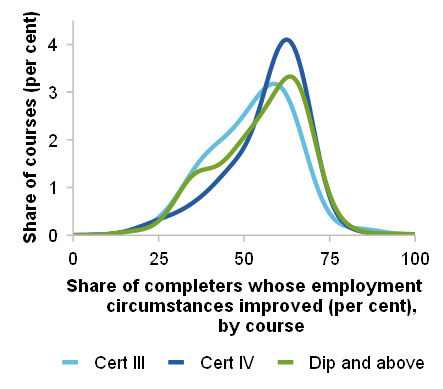 Share of courses (per cent)
4
3
2
1
0
0 25 50 75 100
Share of completers whose employment
circumstances improved (per cent),
by course
Cert III Cert IV Dip and above